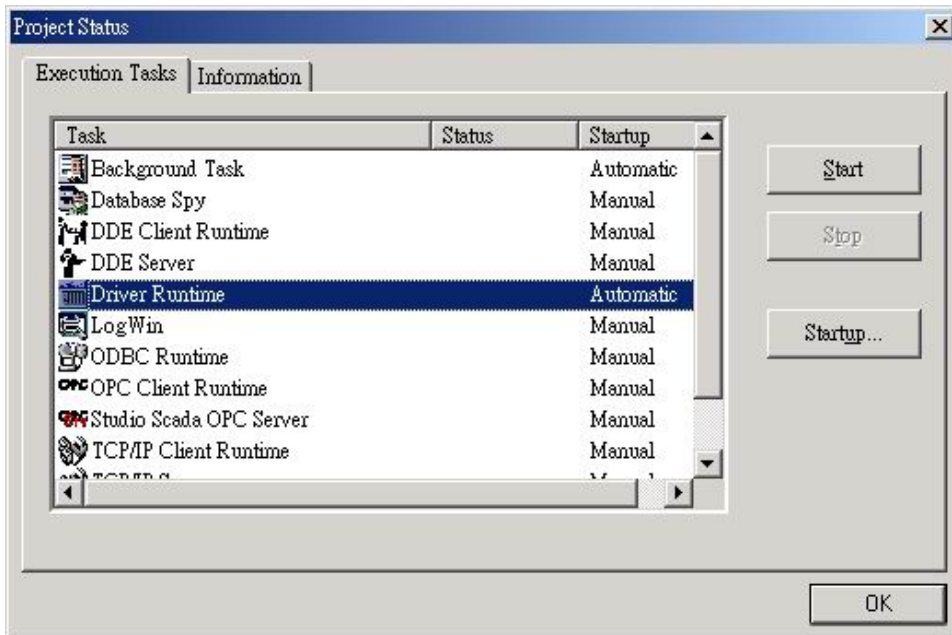 Project Status
Execution Tasks Information
Task Status Startup
Background Task Automatic
Database Spy Manual
DDE Client Runtime Manual
DDE Server Manual
Driver Runtime Automatic
LogWin Manual
ODBC Runtime Manual
OPC Client Runtime Manual
Studio Scada OPC Server Manual
TCP/IP Client Runtime Manual
Start
Stop
Startup...
OK